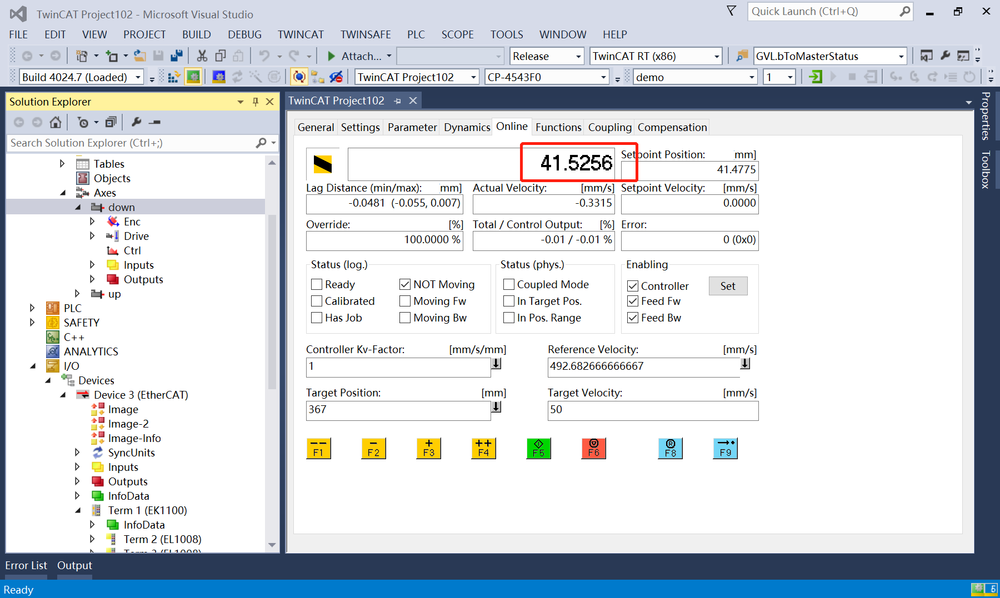 TwinCAT Project102 - Microsoft Visual Studio
Quick Launch (Ctrl+Q)
FILE EDIT VIEW PROJECT BUILD DEBUG TWINCAT TWINSAFE PLC SCOPE TOOLS WINDOW HELP
Attach... Release TwinCAT RT (x86) GVL.bToMasterStatus
Build 4024.7 (Loaded) TwinCAT Project102 CP-4543F0 demo 1
Solution Explorer
Search Solution Explorer (Ctrl+;)
Tables
Objects
Axes
down
Enc
Drive
Ctrl
Inputs
Outputs
up
PLC
SAFETY
C++
ANALYTICS
I/O
Devices
Device 3 (EtherCAT)
Image
Image-2
Image-Info
SyncUnits
Inputs
Outputs
InfoData
Term 1 (EK1100)
InfoData
Term 2 (EL1008)
TwinCAT Project102
General Settings Parameter Dynamics Online Functions Coupling Compensation
41.5256
Setpoint Position: mm]
41.4775
Lag Distance (min/max): mm] Actual Velocity: [mm/s] Setpoint Velocity: [mm/s]
-0.0481 (-0.055, 0.007) -0.3315 0.0000
Override: [%] Total / Control Output: [%] Error:
100.0000 % -0.01 / -0.01 % 0 (0x0)
Status (log.) Status (phys.) Enabling
Ready NOT Moving Coupled Mode Controller Set
Calibrated Moving Fw In Target Pos. Feed Fw
Has Job Moving Bw In Pos. Range Feed Bw
Controller Kv-Factor: [mm/s/mm] Reference Velocity: [mm/s]
1 492.682666666667
Target Position: [mm] Target Velocity: [mm/s]
367 50
-- - + ++ R
F1 F2 F3 F4 F5 F6 F8 F9
Properties
Toolbox
Error List Output
Ready
5